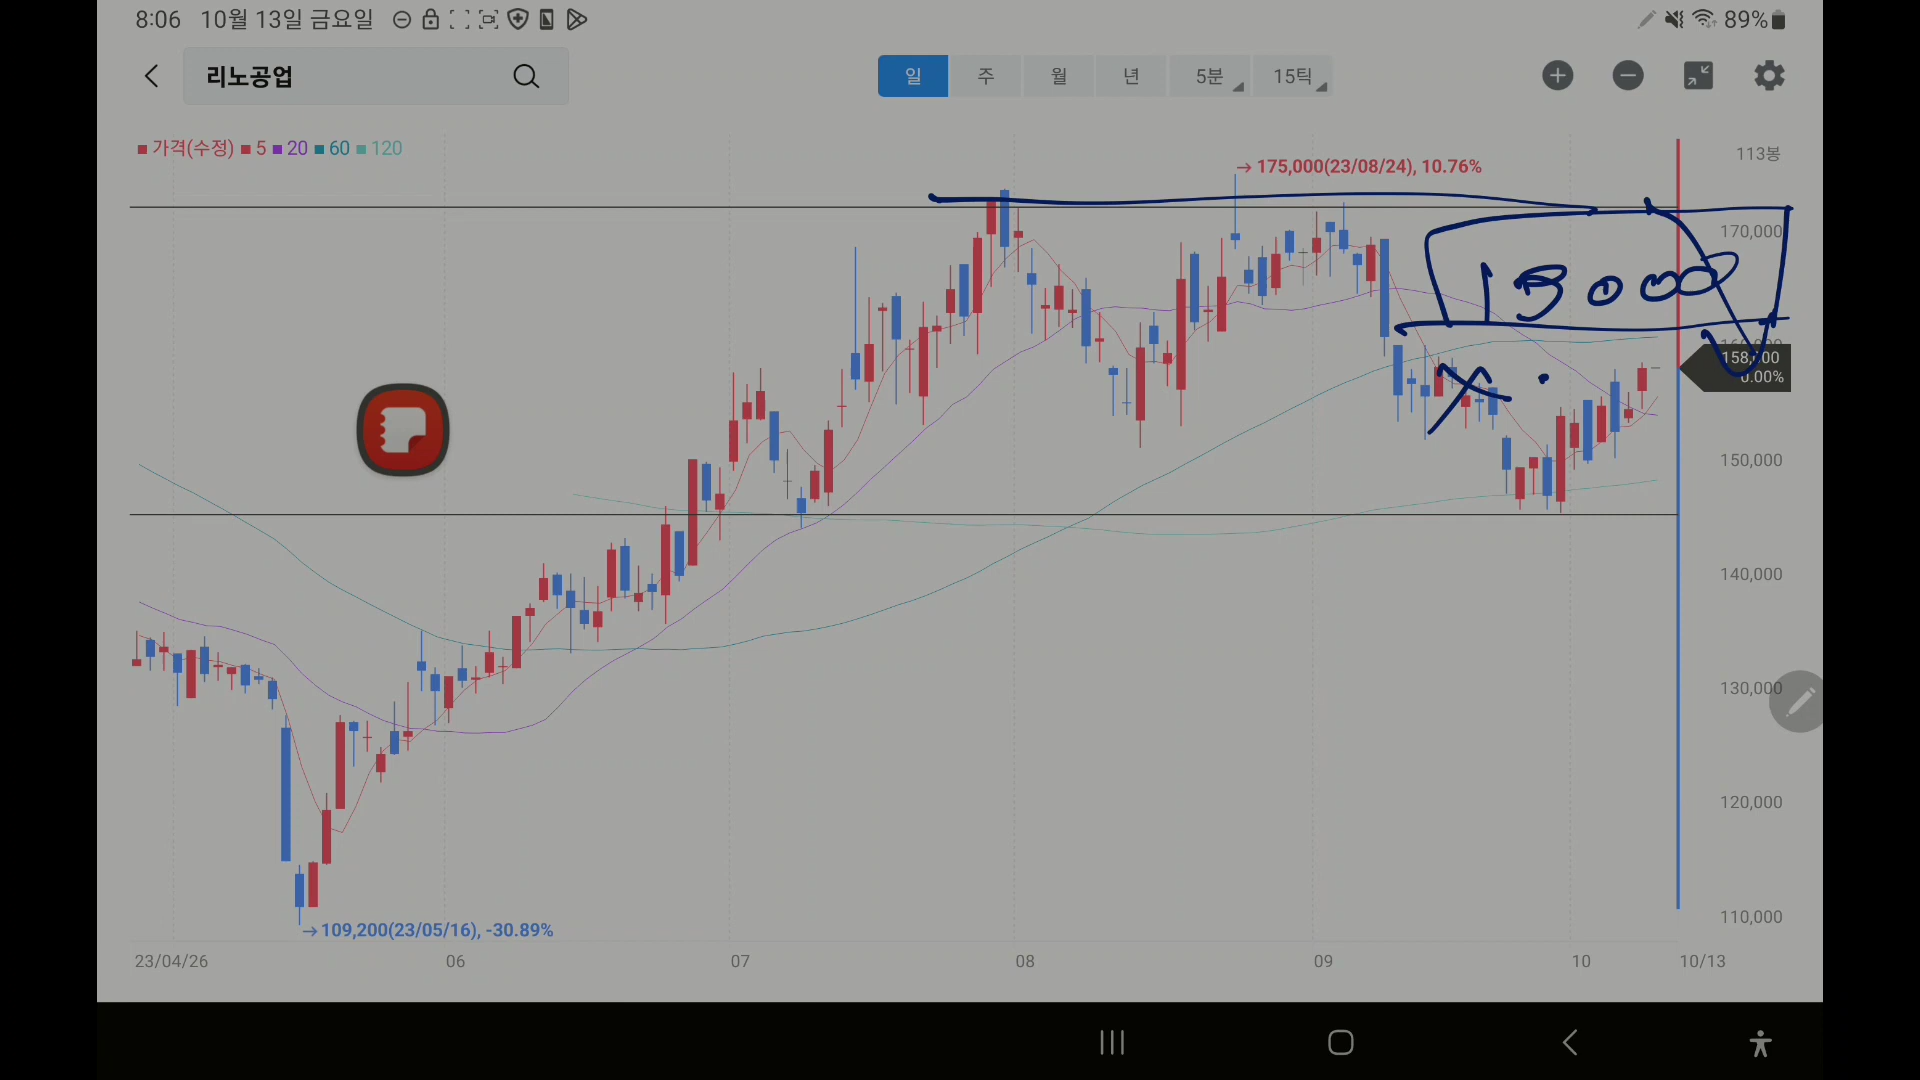 8:06 10월 13일 금요일 89%
리노공업 일 주 월 년 5분 15틱
가격(수정) 5 20 60 120
113봉
→ 175,000(23/08/24), 10.76%
170,000
158,000
0.00%
150,000
140,000
130,000
120,000
110,000
→ 109,200(23/05/16), -30.89%
23/04/26 06 07 08 09 10 10/13